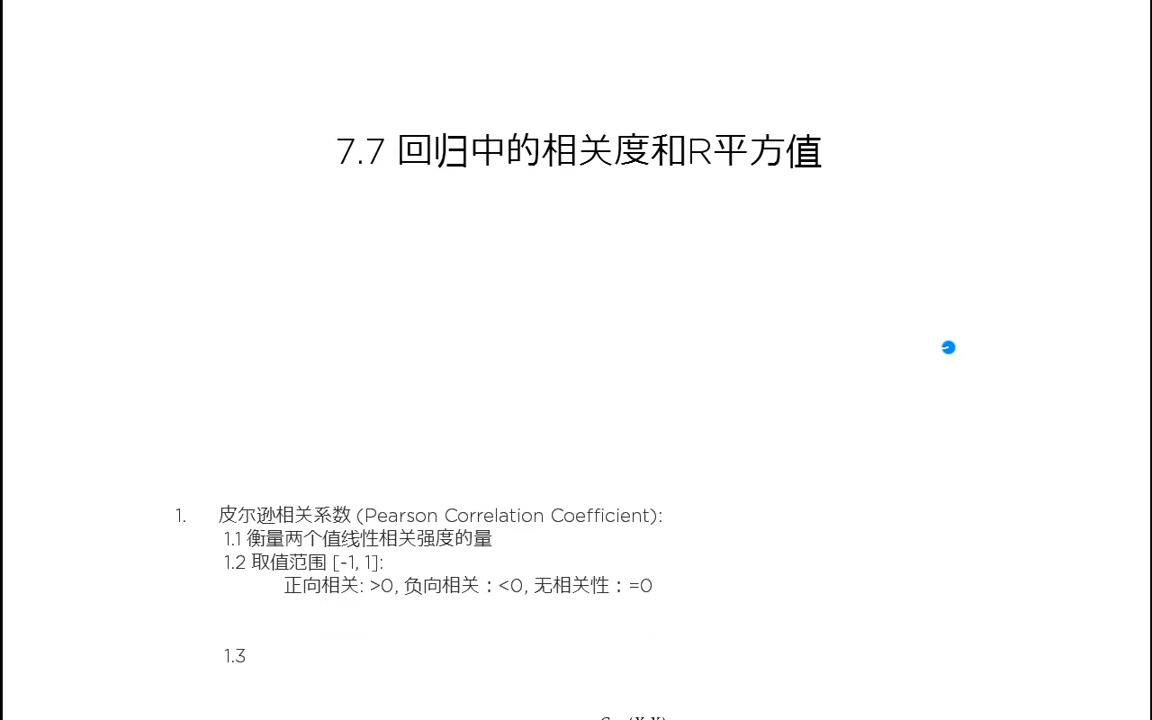 7.7 回归中的相关度和R平方值
1. 皮尔逊相关系数 (Pearson Correlation Coefficient):
1.1 衡量两个值线性相关强度的量
1.2 取值范围 [-1, 1]:
正向相关: >0, 负向相关：<0, 无相关性：=0
1.3